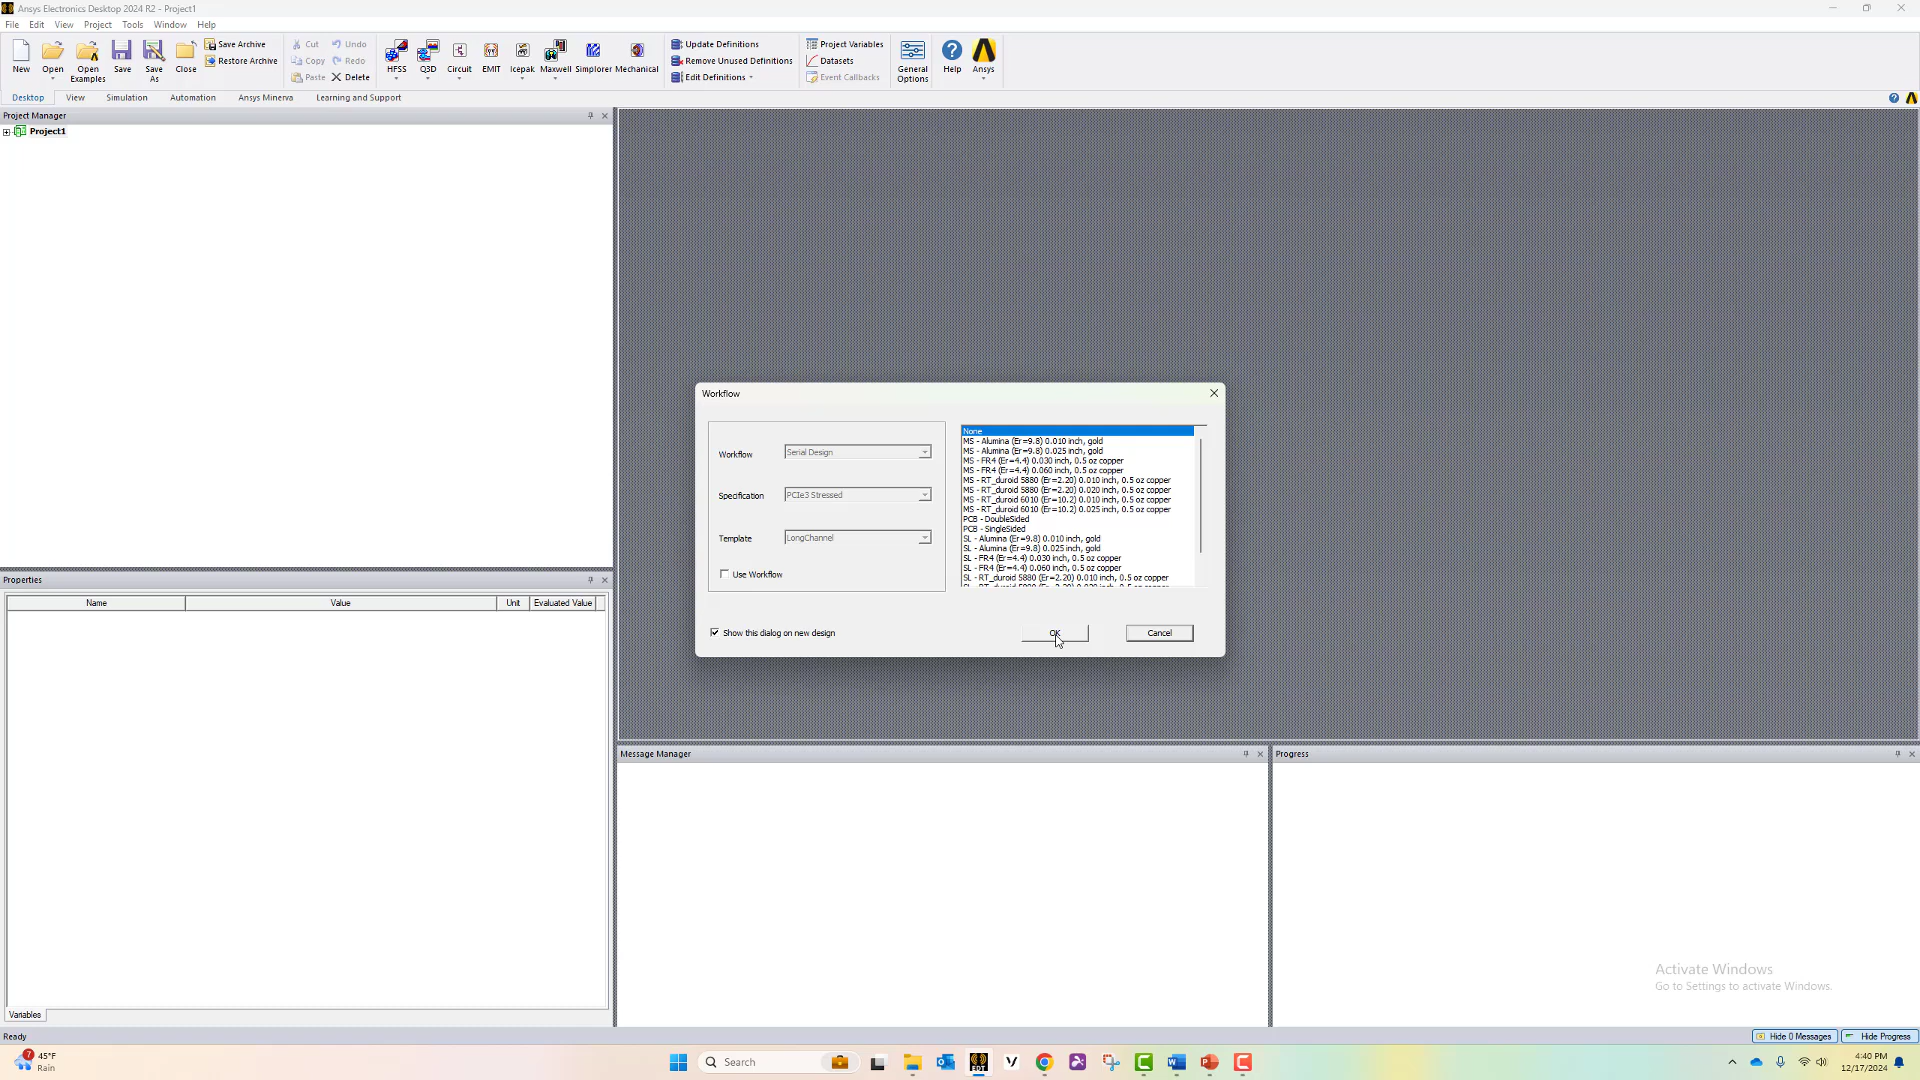 Ansys Electronics Desktop 2024 R2 - Project1
File Edit View Project Tools Window Help
New
Open
Open Examples
Save
Save As
Close
Save Archive
Restore Archive
Cut
Copy
Paste
Undo
Redo
Delete
HFSS
Q3D
Circuit
EMIT
Icepak
Maxwell
Simplorer
Mechanical
Update Definitions
Remove Unused Definitions
Edit Definitions
Project Variables
Datasets
Event Callbacks
General Options
Help
Ansys
Desktop View Simulation Automation Ansys Minerva Learning and Support
Project Manager
Project1
Workflow
Workflow Serial Design
Specification PCIe3 Stressed
Template LongChannel
Use Workflow
None
MS - Alumina (Er=9.8) 0.010 inch, gold
MS - Alumina (Er=9.8) 0.025 inch, gold
MS - FR4 (Er=4.4) 0.030 inch, 0.5 oz copper
MS - FR4 (Er=4.4) 0.060 inch, 0.5 oz copper
MS - RT_duroid 5880 (Er=2.20) 0.010 inch, 0.5 oz copper
MS - RT_duroid 5880 (Er=2.20) 0.020 inch, 0.5 oz copper
MS - RT_duroid 6010 (Er=10.2) 0.010 inch, 0.5 oz copper
MS - RT_duroid 6010 (Er=10.2) 0.025 inch, 0.5 oz copper
PCB - DoubleSided
PCB - SingleSided
SL - Alumina (Er=9.8) 0.010 inch, gold
SL - Alumina (Er=9.8) 0.025 inch, gold
SL - FR4 (Er=4.4) 0.030 inch, 0.5 oz copper
SL - FR4 (Er=4.4) 0.060 inch, 0.5 oz copper
SL - RT_duroid 5880 (Er=2.20) 0.010 inch, 0.5 oz copper
Show this dialog on new design
OK
Cancel
Properties
Name Value Unit Evaluated Value
Variables
Message Manager
Progress
Activate Windows
Go to Settings to activate Windows.
Ready
Hide 0 Messages
Hide Progress
7
45°F
Rain
Search
EDT
4:40 PM
12/17/2024